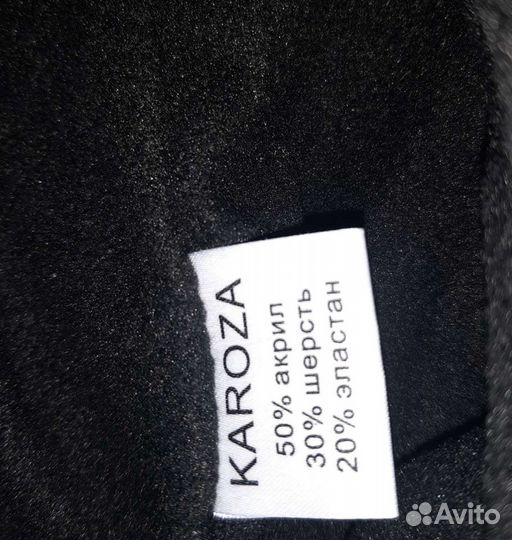 KAROZA
50% акрил
30% шерсть
20% эластан
Avito